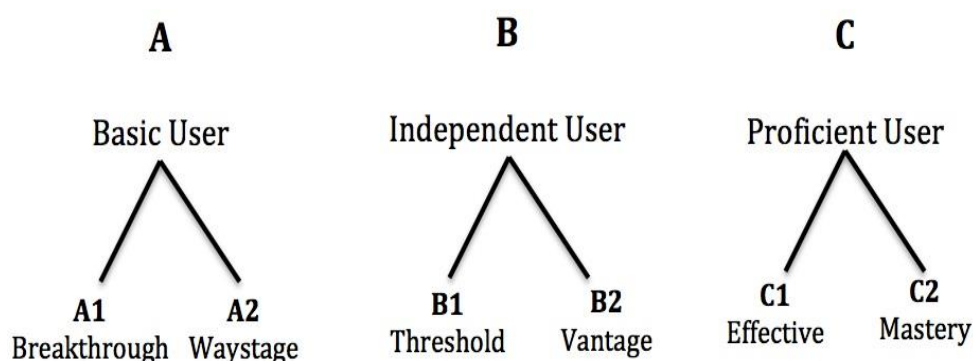 A B C
Basic User Independent User Proficient User
A1 A2 B1 B2 C1 C2
Breakthrough Waystage Threshold Vantage Effective Mastery